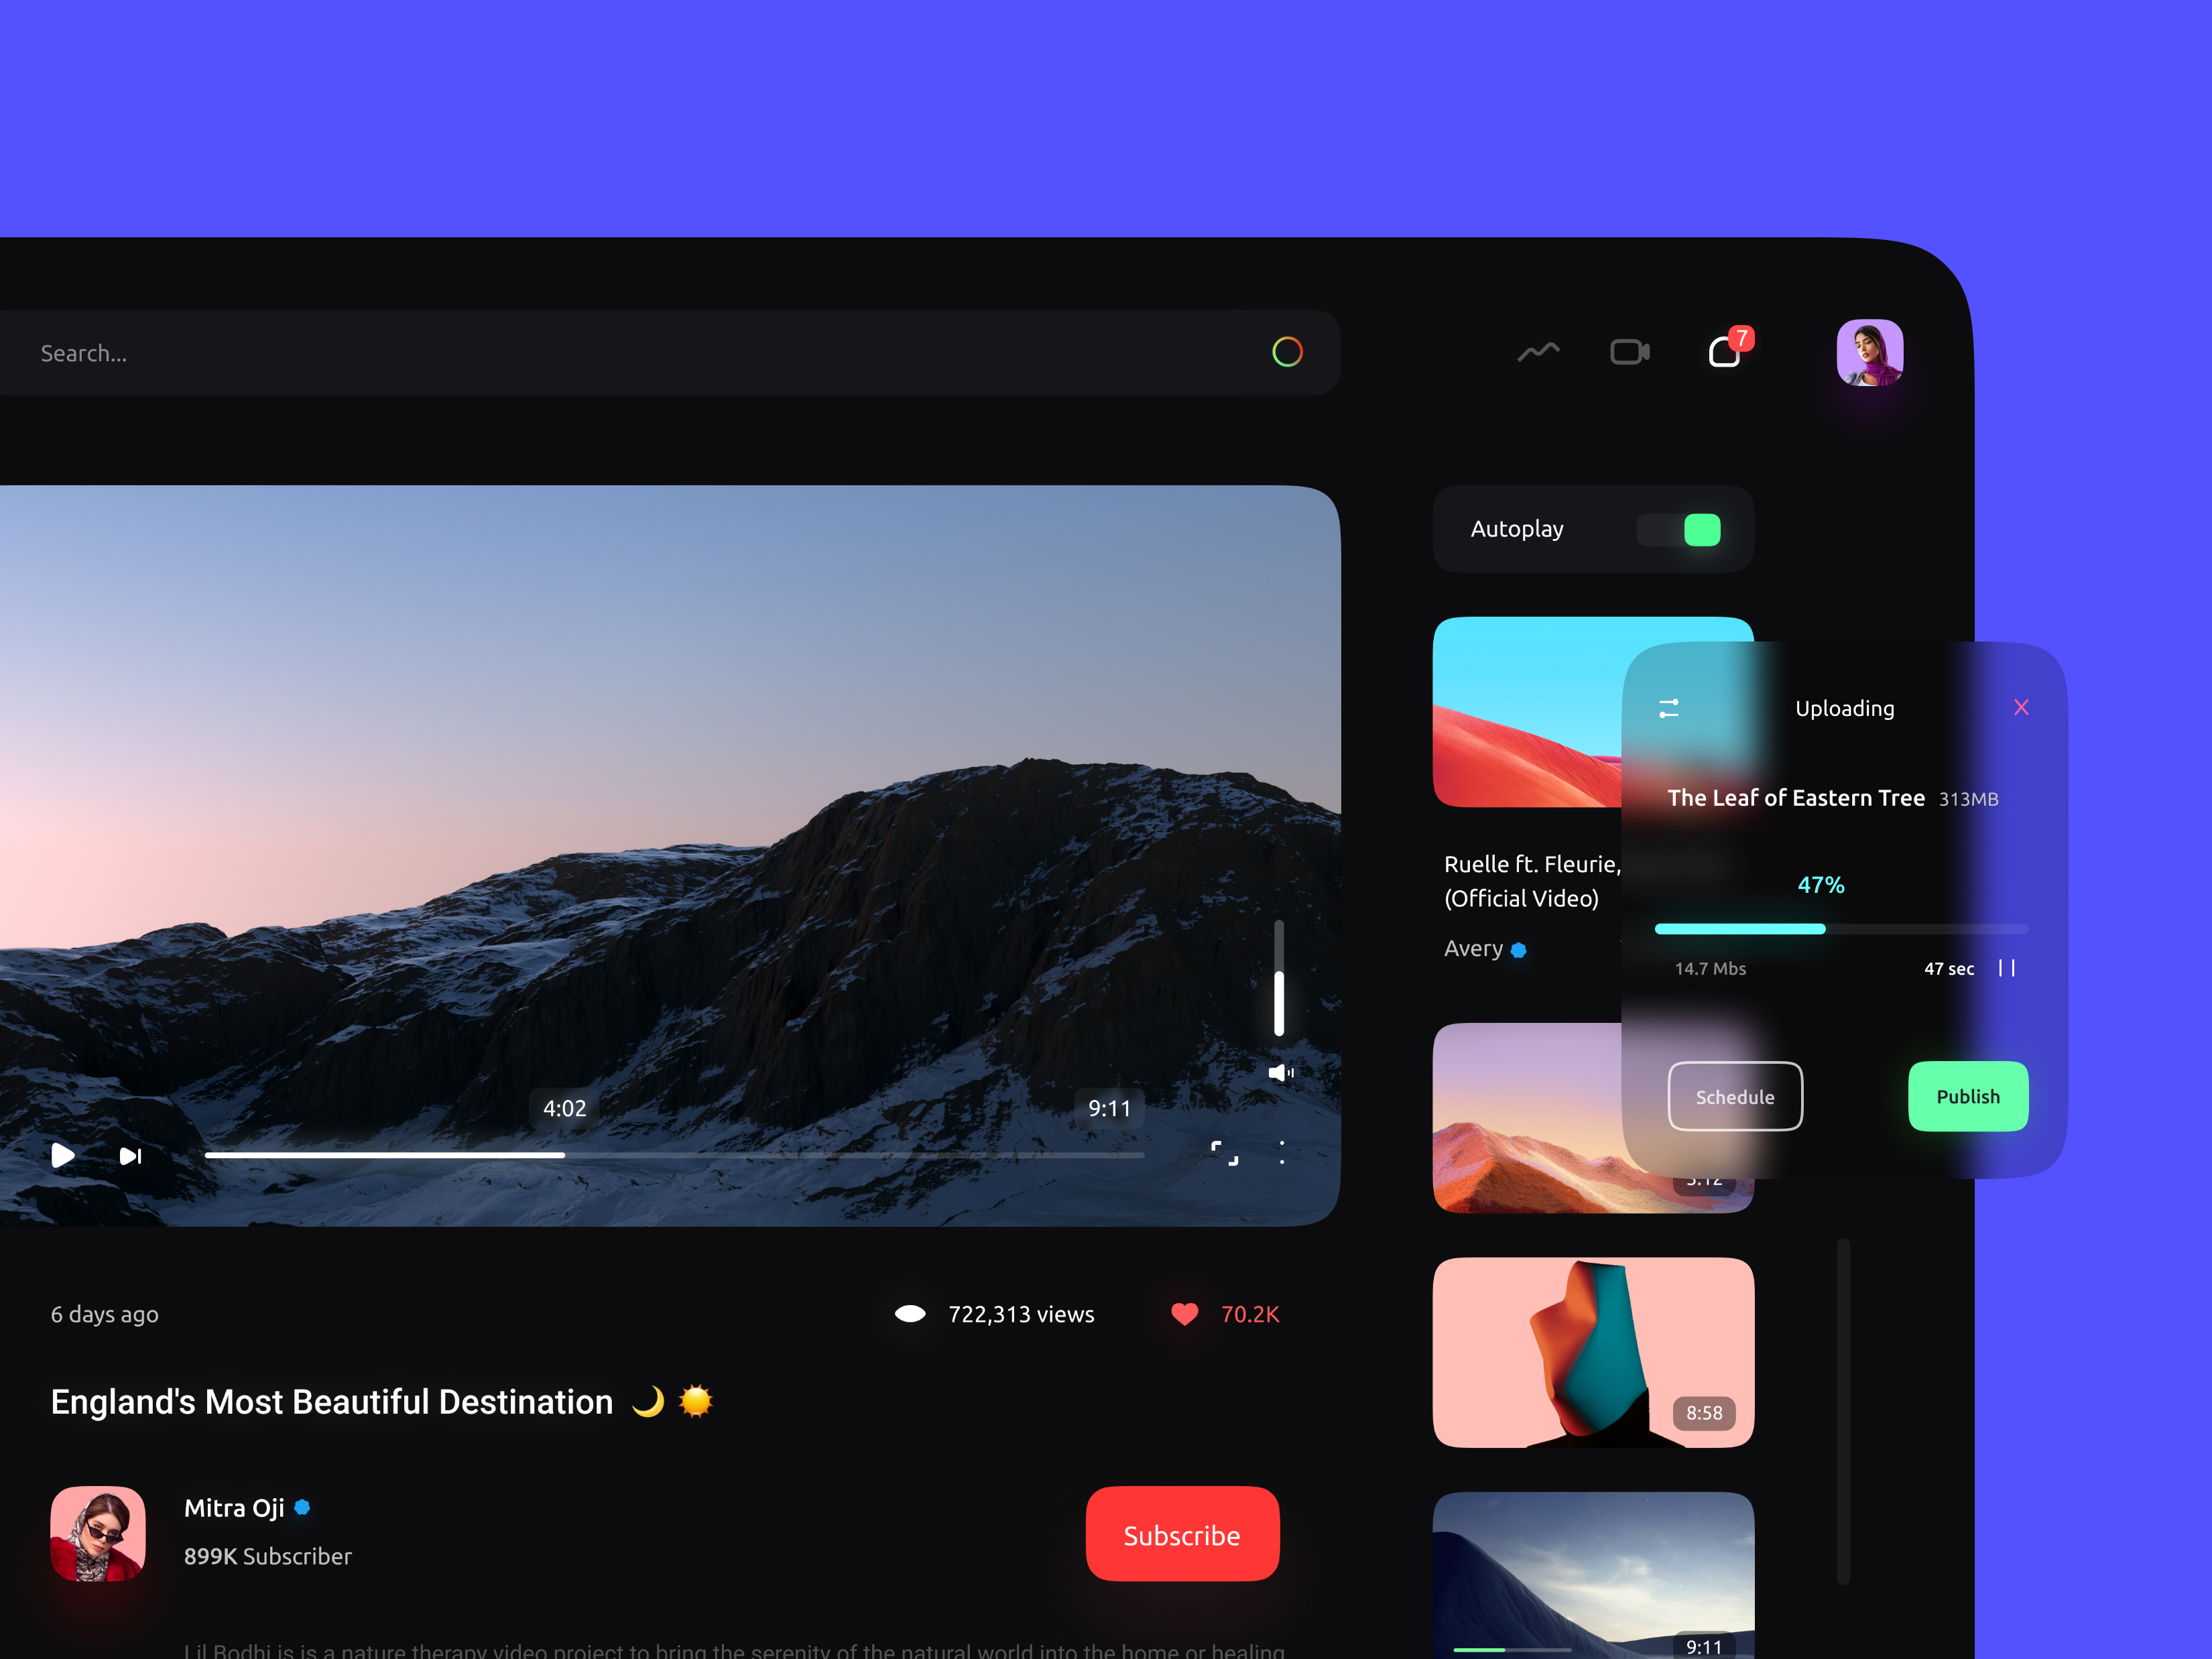 Search...
7
Autoplay
Uploading
The Leaf of Eastern Tree 313MB
Ruelle ft. Fleurie,
(Official Video)
Avery
47%
14.7 Mbs
47 sec
Schedule
Publish
4:02
9:11
3:12
6 days ago
722,313 views
70.2K
England's Most Beautiful Destination 🌙 ☀️
8:58
Mitra Oji
899K Subscriber
Subscribe
9:11
Lil Bodhi is is a nature therapy video project to bring the serenity of the natural world into the home or healing